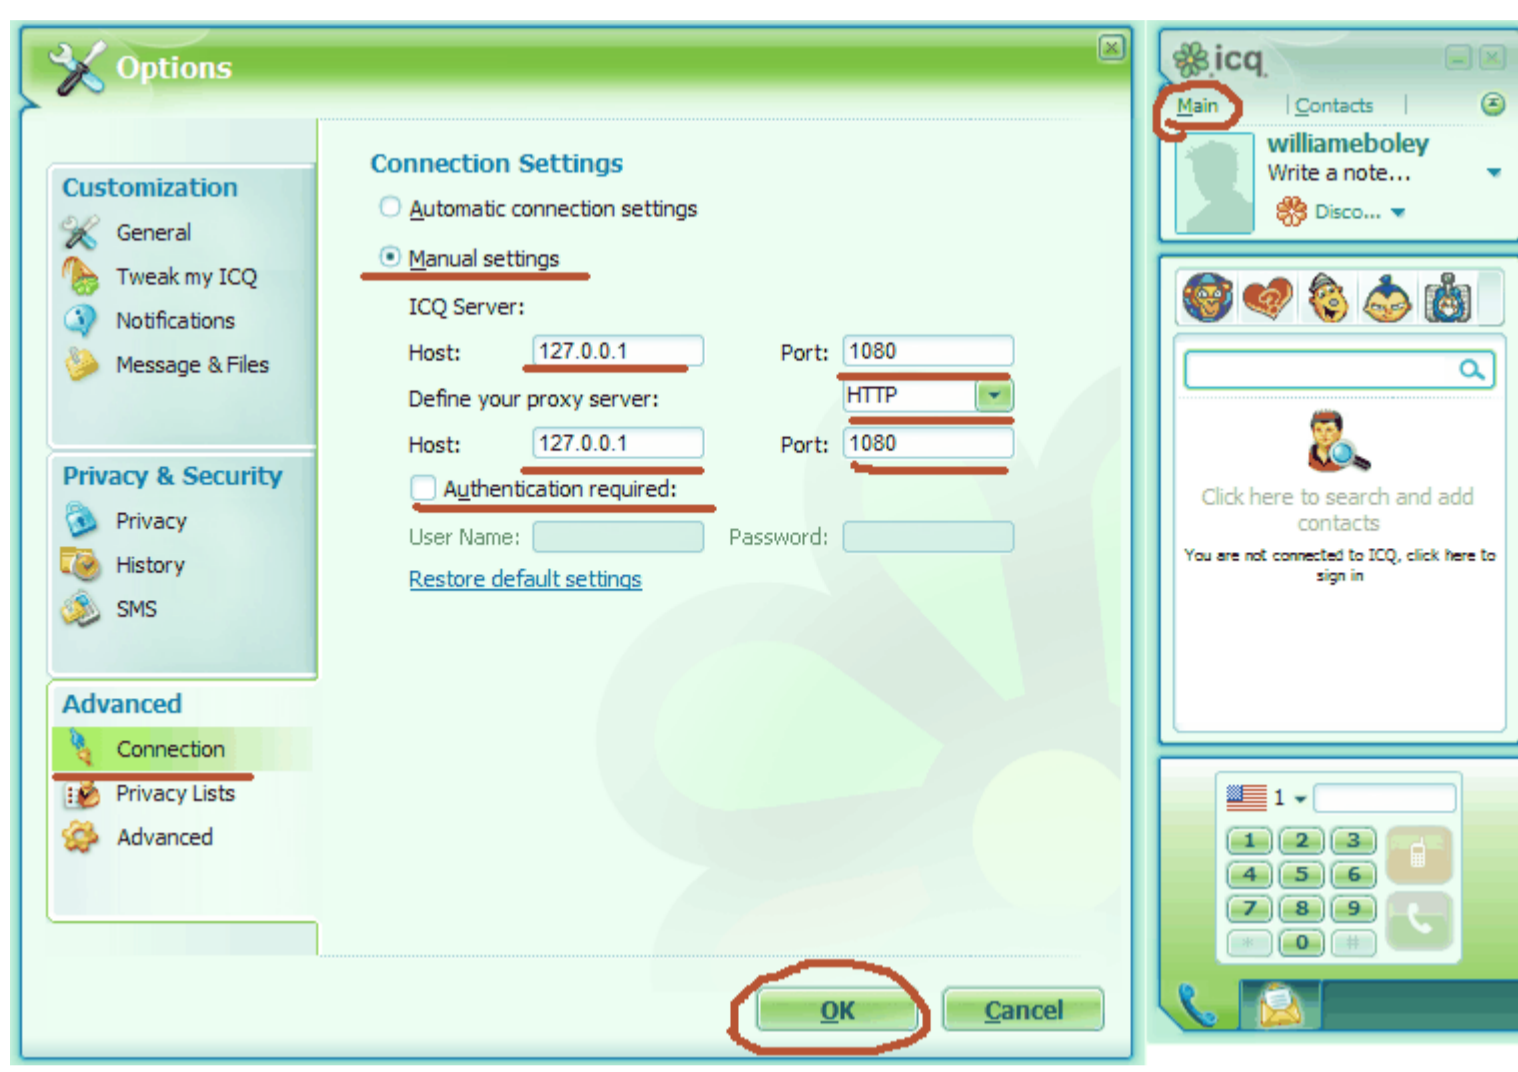 Options
Customization
General
Tweak my ICQ
Notifications
Message & Files
Privacy & Security
Privacy
History
SMS
Advanced
Connection
Privacy Lists
Advanced
Connection Settings
Automatic connection settings
Manual settings
ICQ Server:
Host: 127.0.0.1 Port: 1080
Define your proxy server: HTTP
Host: 127.0.0.1 Port: 1080
Authentication required:
User Name: Password:
Restore default settings
OK Cancel
icq
Main | Contacts |
williameboley
Write a note...
Disco...
Click here to search and add
contacts
You are not connected to ICQ, click here to
sign in
1
1 2 3
4 5 6
7 8 9
* 0 #